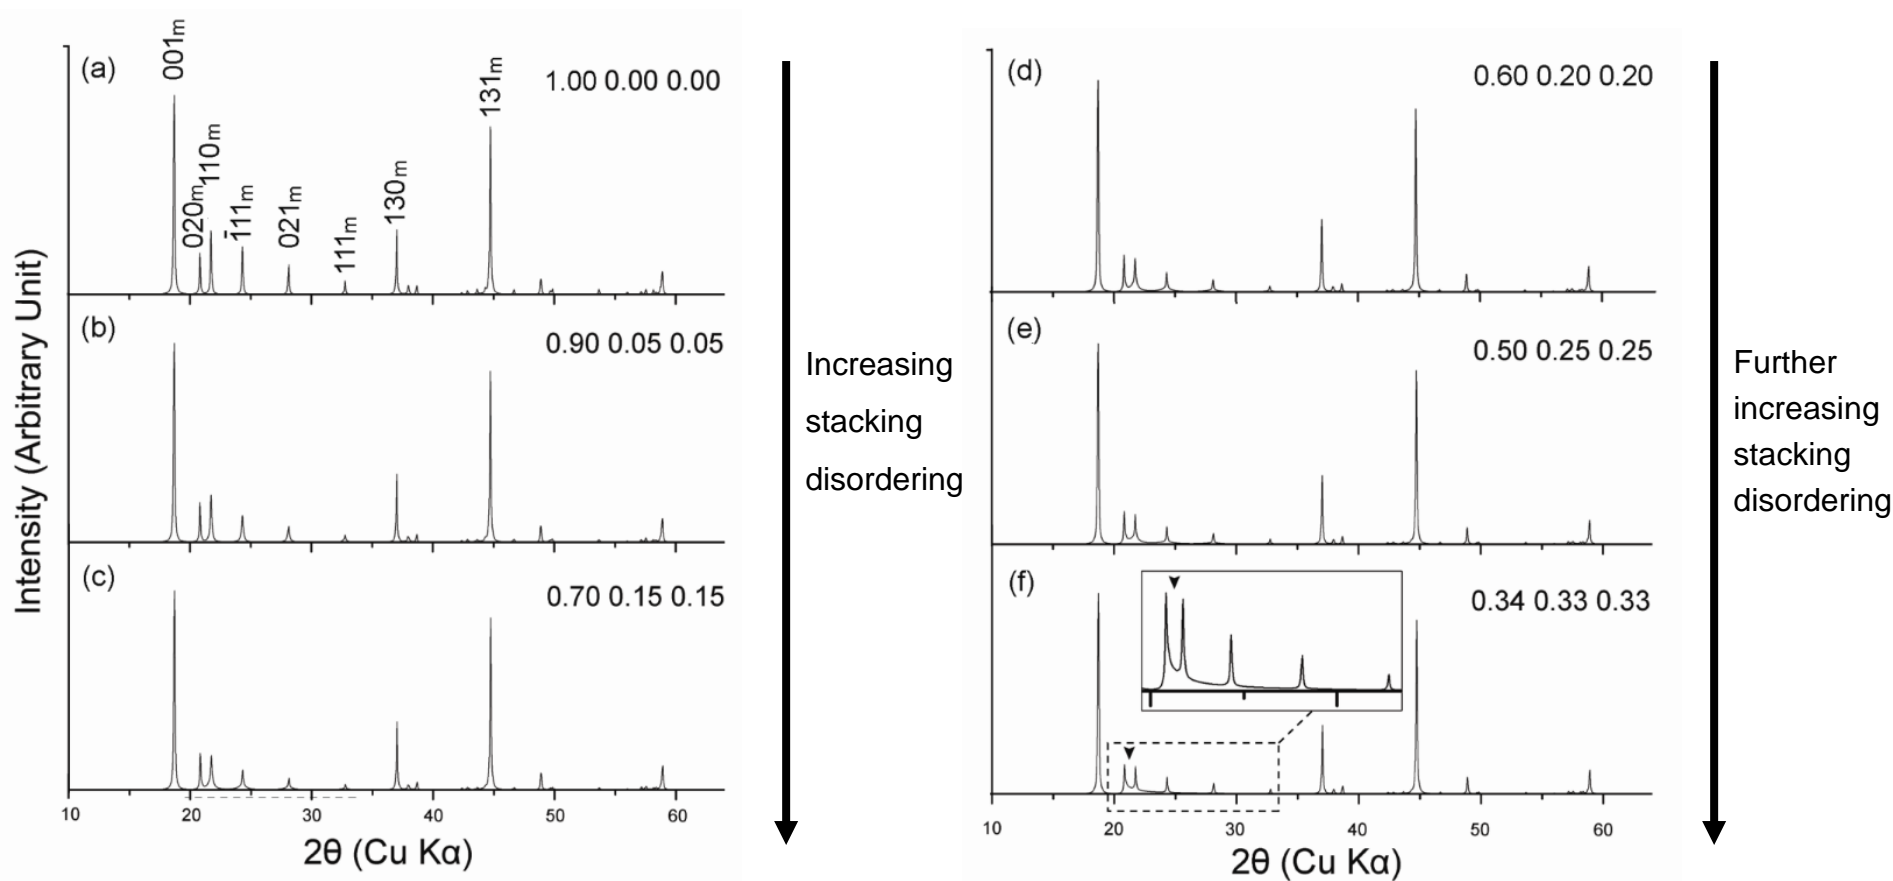 Intensity (Arbitrary Unit)
(a)
1.00 0.00 0.00
001m
020m
110m
1̄11m
021m
111m
130m
131m
(b)
0.90 0.05 0.05
(c)
0.70 0.15 0.15
10 20 30 40 50 60
2θ (Cu Kα)
Increasing
stacking
disordering
(d)
0.60 0.20 0.20
(e)
0.50 0.25 0.25
(f)
0.34 0.33 0.33
10 20 30 40 50 60
2θ (Cu Kα)
Further
increasing
stacking
disordering